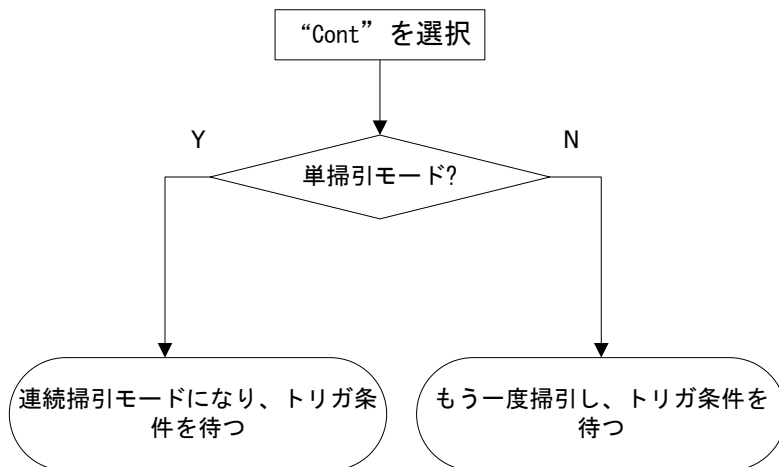 “Cont”を選択
Y
N
単掃引モード?
連続掃引モードになり、トリガ条
件を待つ
もう一度掃引し、トリガ条件を
待つ